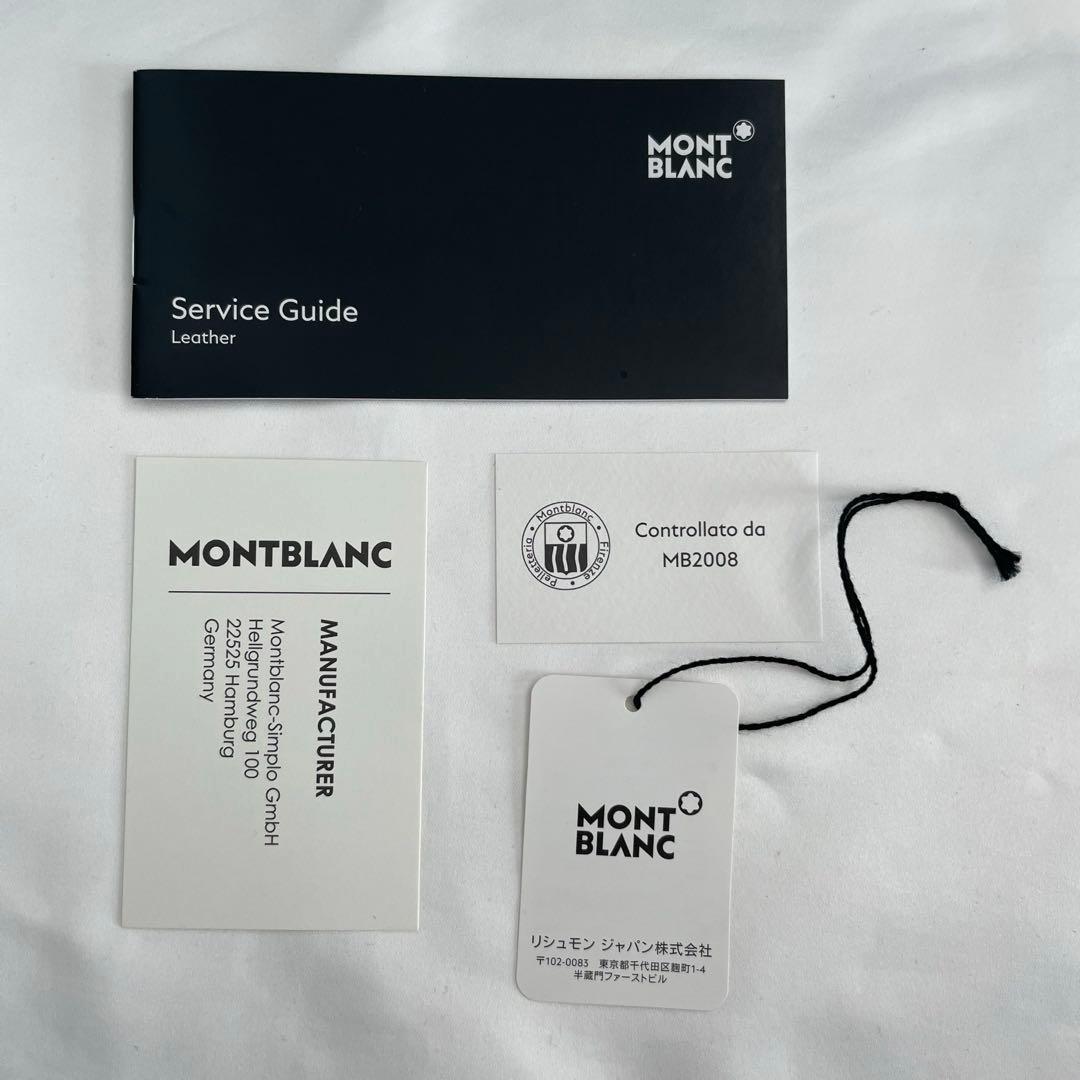 MONT
BLANC
Service Guide
Leather
MONTBLANC
MANUFACTURER
Montblanc-Simplo GmbH
Hellgrundweg 100
22525 Hamburg
Germany
Montblanc • Firenze • Pelletteria •
Controllato da
MB2008
MONT
BLANC
リシュモン ジャパン株式会社
〒102-0083 東京都千代田区麹町1-4
半蔵門ファーストビル